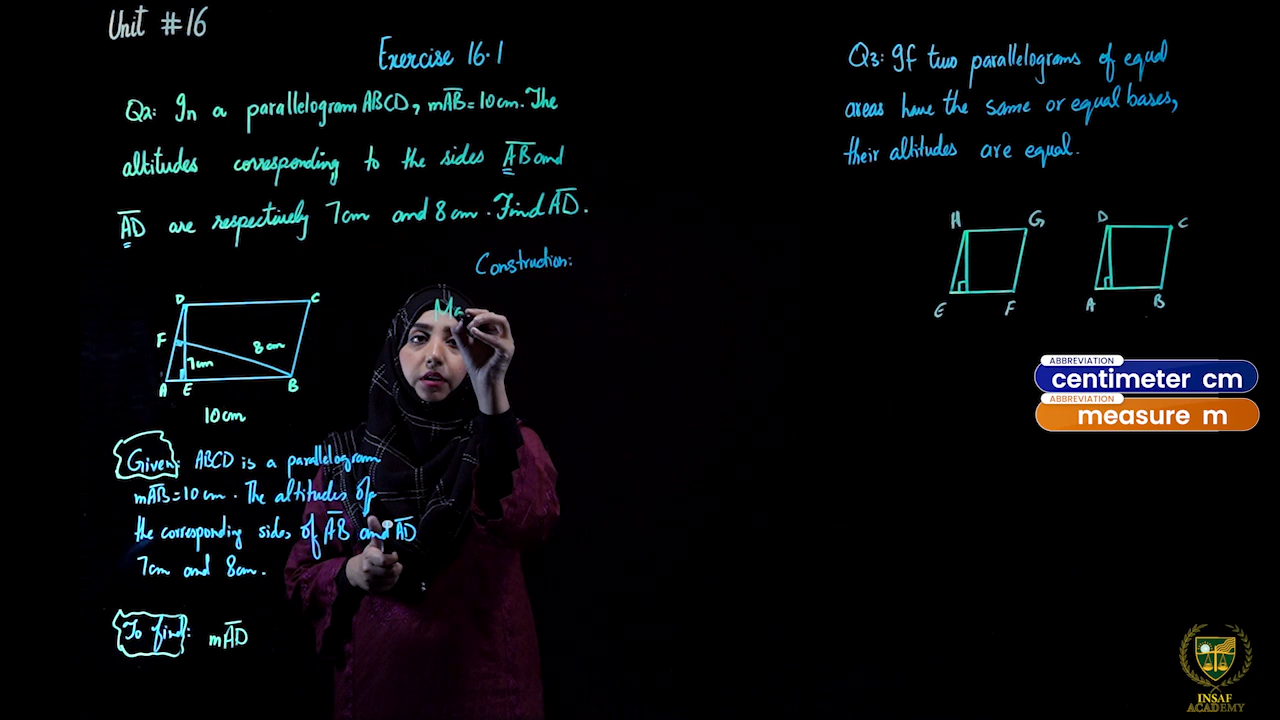 Unit #16
Exercise 16.1
Q2: In a parallelogram ABCD, mAB = 10cm. The
altitudes corresponding to the sides AB and
AD are respectively 7cm and 8cm. Find AD.
Construction:
Ma
D C
F 8cm
7cm
A E B
10cm
Given: ABCD is a parallelogram
mAB = 10cm. The altitudes of
the corresponding sides of AB and AD
7cm and 8cm.
To find: mAD
Q3: If two parallelograms of equal
areas have the same or equal bases,
their altitudes are equal.
H G D C
E F A B
ABBREVIATION
centimeter cm
ABBREVIATION
measure m
INSAF
ACADEMY